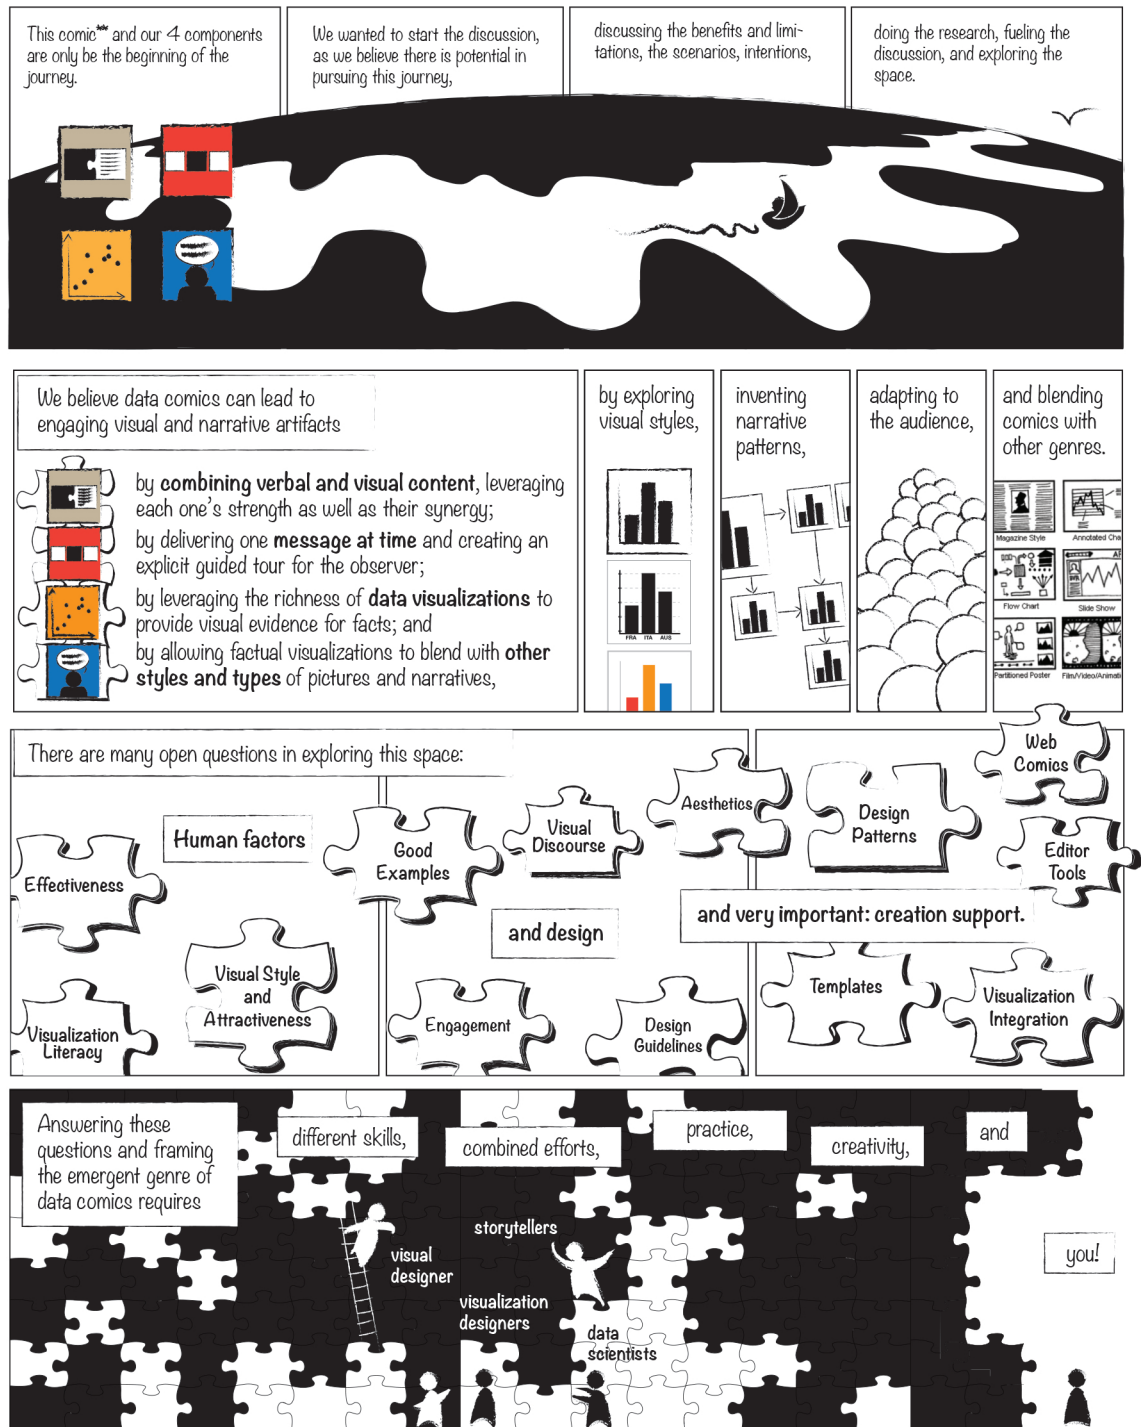 This comic*** and our 4 components
are only be the beginning of the
journey.
We wanted to start the discussion,
as we believe there is potential in
pursuing this journey,
discussing the benefits and limi-
tations, the scenarios, intentions,
doing the research, fueling the
discussion, and exploring the
space.
We believe data comics can lead to
engaging visual and narrative artifacts
by combining verbal and visual content, leveraging
each one's strength as well as their synergy;
by delivering one message at time and creating an
explicit guided tour for the observer;
by leveraging the richness of data visualizations to
provide visual evidence for facts; and
by allowing factual visualizations to blend with other
styles and types of pictures and narratives,
by exploring
visual styles,
FRA ITA AUS
inventing
narrative
patterns,
adapting to
the audience,
and blending
comics with
other genres.
Magazine Style
Annotated Cha
Flow Chart
Slide Show
Partitioned Poster
Film/Video/Animati
There are many open questions in exploring this space:
Human factors
Effectiveness
Visual Style
and
Attractiveness
Visualization
Literacy
Good
Examples
Visual
Discourse
Aesthetics
and design
Engagement
Design
Guidelines
Design
Patterns
Web
Comics
Editor
Tools
and very important: creation support.
Templates
Visualization
Integration
Answering these
questions and framing
the emergent genre of
data comics requires
different skills,
combined efforts,
practice,
creativity,
and
you!
visual
designer
storytellers
visualization
designers
data
scientists